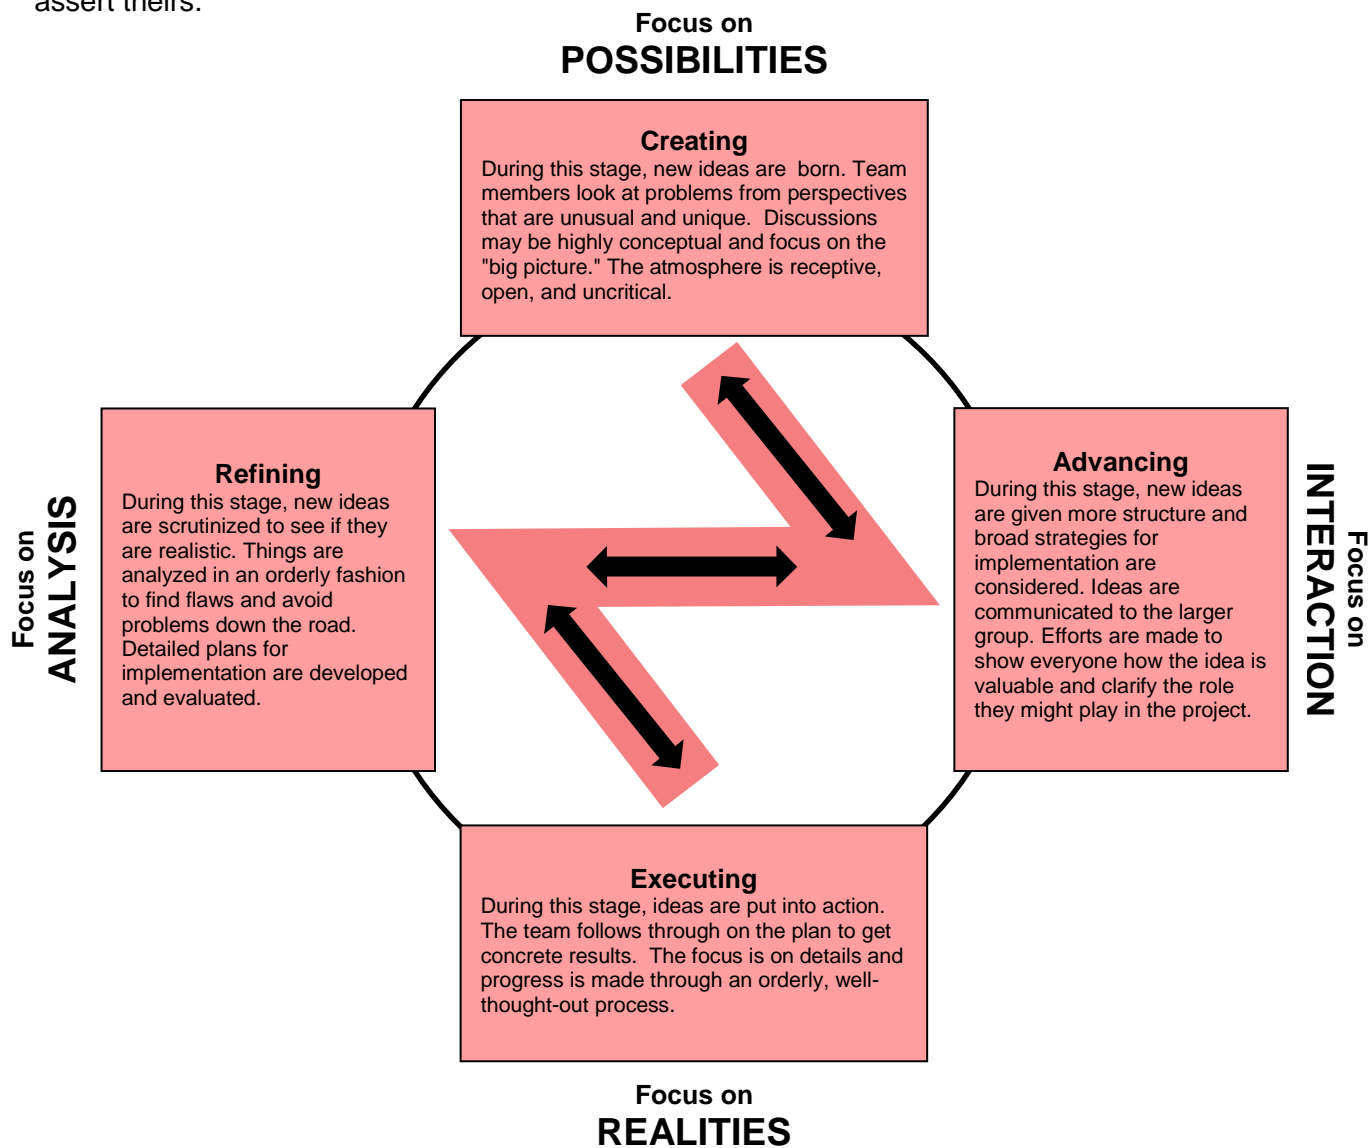 assert theirs.
Focus on
POSSIBILITIES
Creating
During this stage, new ideas are  born. Team
members look at problems from perspectives
that are unusual and unique.  Discussions
may be highly conceptual and focus on the
"big picture." The atmosphere is receptive,
open, and uncritical.
Focus on
ANALYSIS
Refining
During this stage, new ideas
are scrutinized to see if they
are realistic. Things are
analyzed in an orderly fashion
to find flaws and avoid
problems down the road.
Detailed plans for
implementation are developed
and evaluated.
Advancing
During this stage, new ideas
are given more structure and
broad strategies for
implementation are
considered. Ideas are
communicated to the larger
group. Efforts are made to
show everyone how the idea is
valuable and clarify the role
they might play in the project.
Focus on
INTERACTION
Executing
During this stage, ideas are put into action.
The team follows through on the plan to get
concrete results.  The focus is on details and
progress is made through an orderly, well-
thought-out process.
Focus on
REALITIES